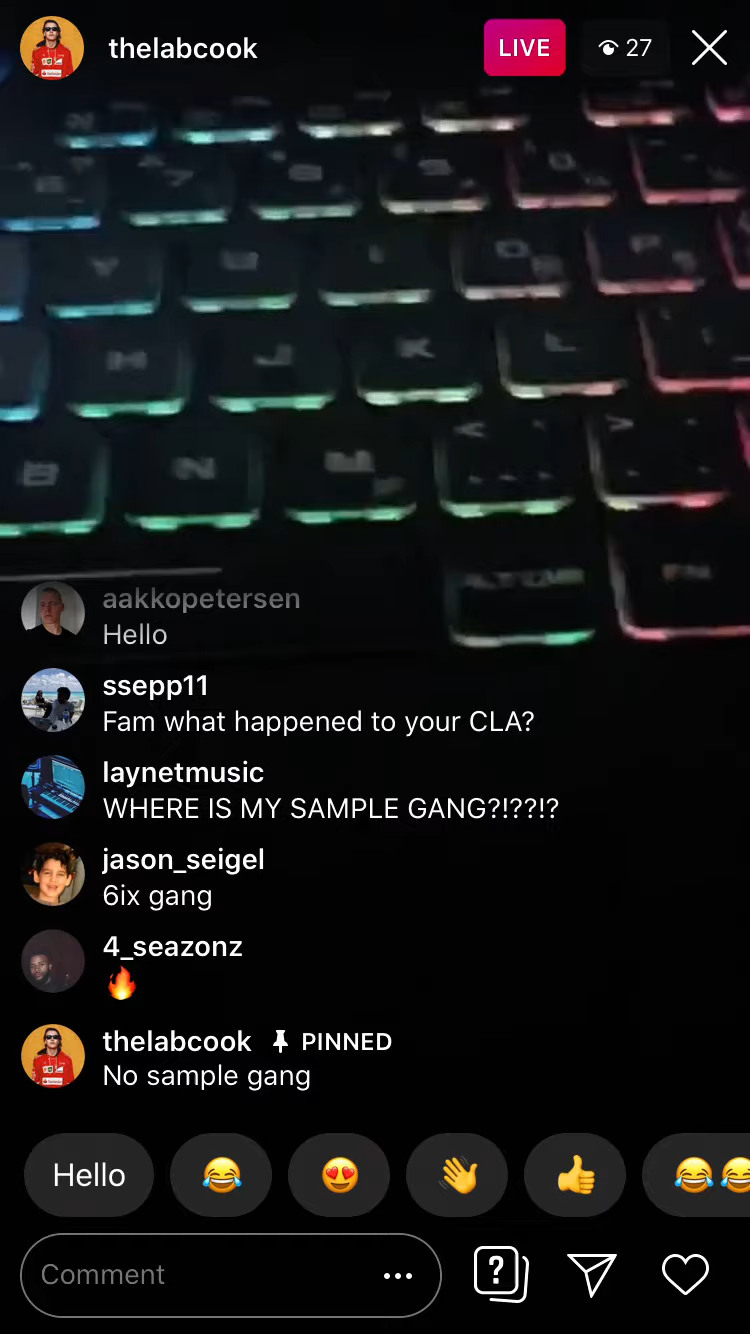 thelabcook
LIVE
27
Y U I O P
H J K L
B N
FN
aakkopetersen
Hello
ssepp11
Fam what happened to your CLA?
laynetmusic
WHERE IS MY SAMPLE GANG?!??!?
jason_seigel
6ix gang
4_seazonz
🔥
thelabcook PINNED
No sample gang
Hello 😂 😍 👋 👍 😂😂
Comment